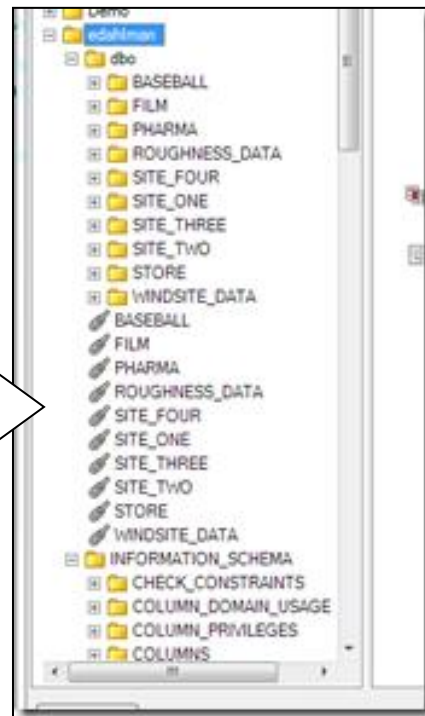 Demo
edahlman
dbo
BASEBALL
FILM
PHARMA
ROUGHNESS_DATA
SITE_FOUR
SITE_ONE
SITE_THREE
SITE_TWO
STORE
WINDSITE_DATA
BASEBALL
FILM
PHARMA
ROUGHNESS_DATA
SITE_FOUR
SITE_ONE
SITE_THREE
SITE_TWO
STORE
WINDSITE_DATA
INFORMATION_SCHEMA
CHECK_CONSTRAINTS
COLUMN_DOMAIN_USAGE
COLUMN_PRIVILEGES
COLUMNS